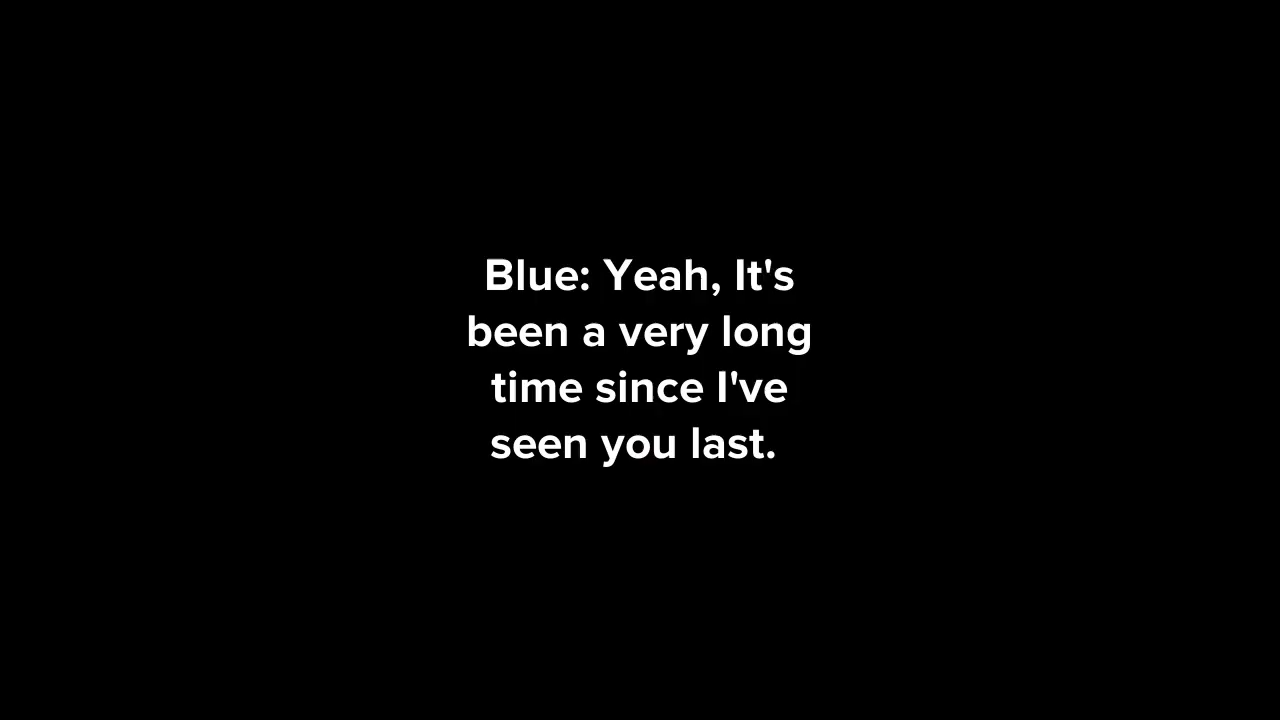 Blue: Yeah, It's
been a very long
time since I've
seen you last.